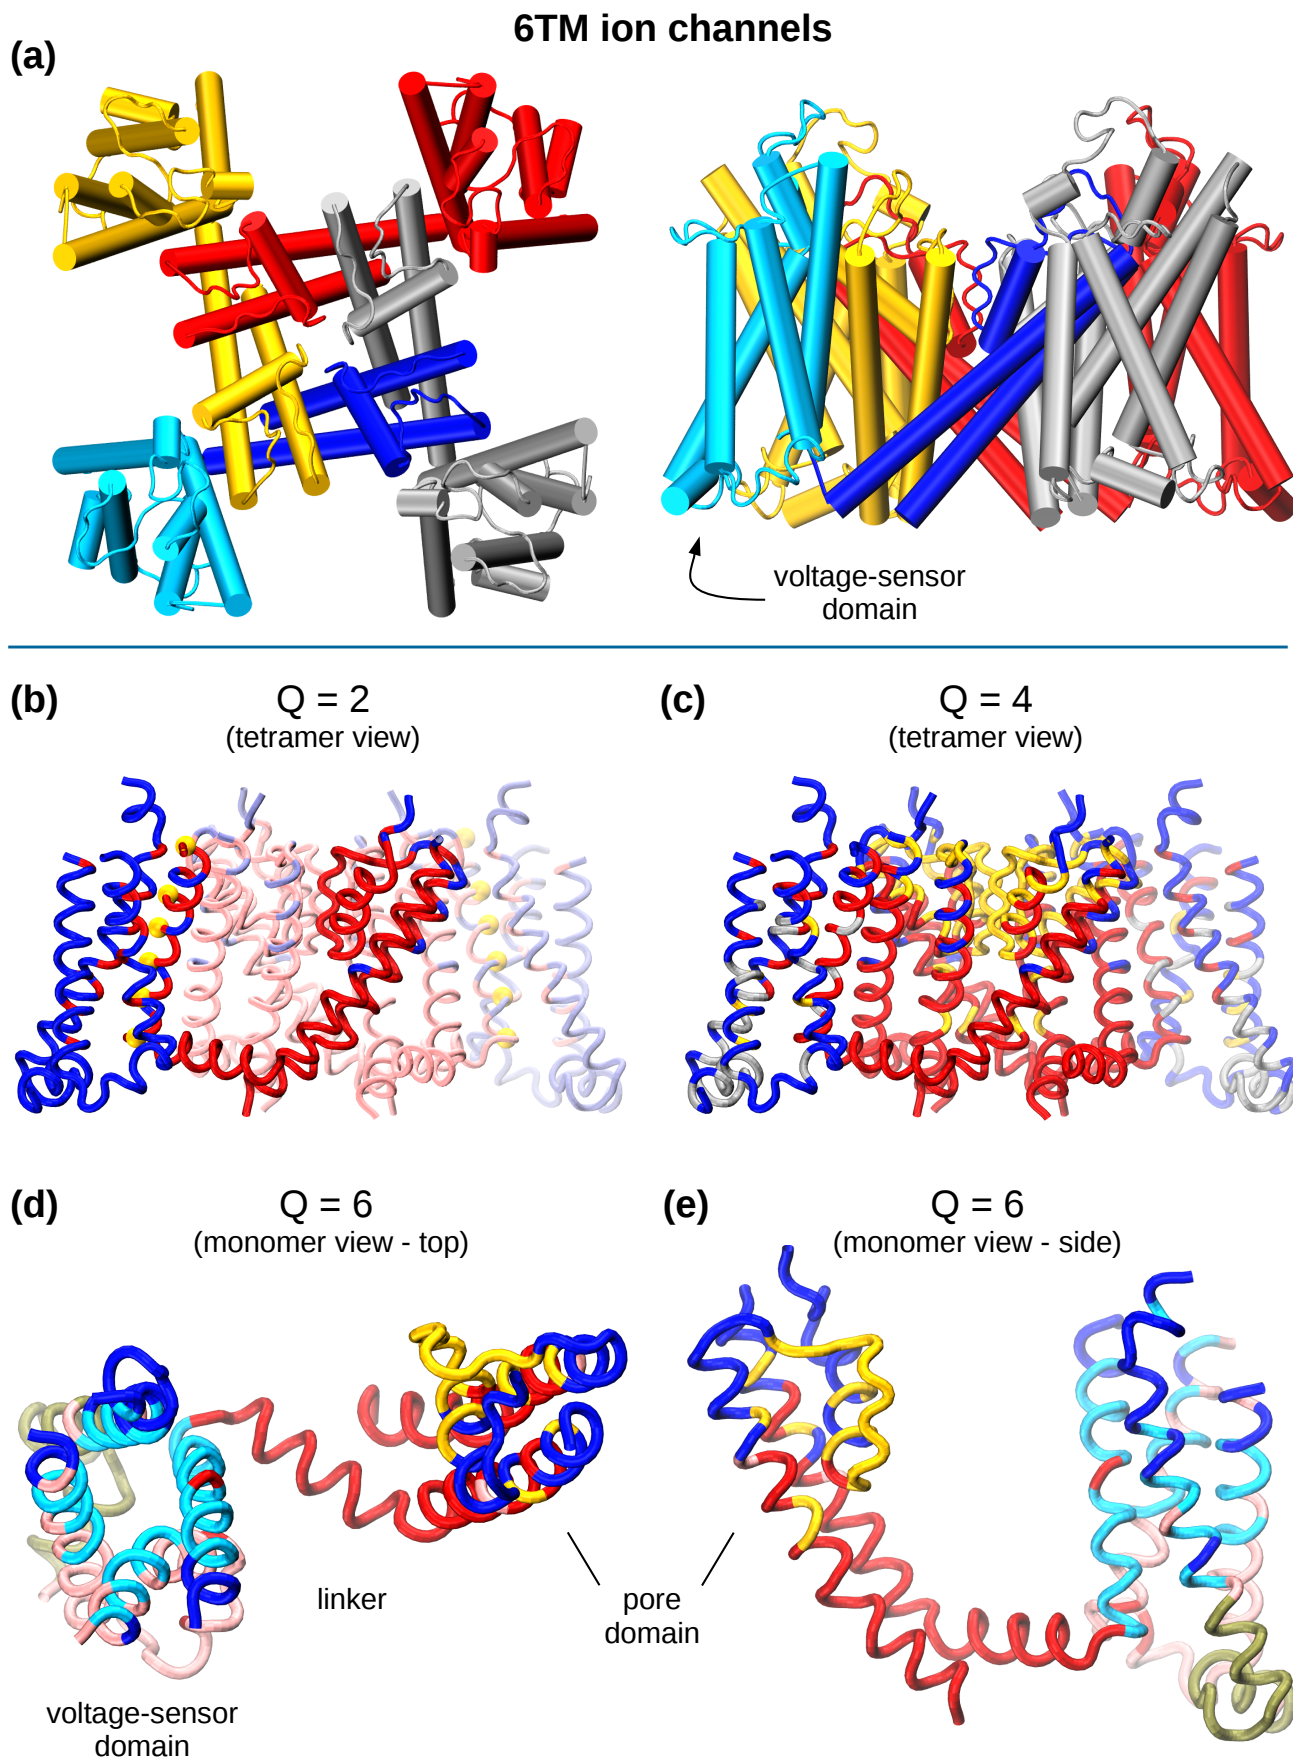 6TM ion channels
(a)
voltage-sensor
domain
(b)
Q = 2
(tetramer view)
(c)
Q = 4
(tetramer view)
(d)
Q = 6
(monomer view - top)
(e)
Q = 6
(monomer view - side)
linker
pore
domain
voltage-sensor
domain